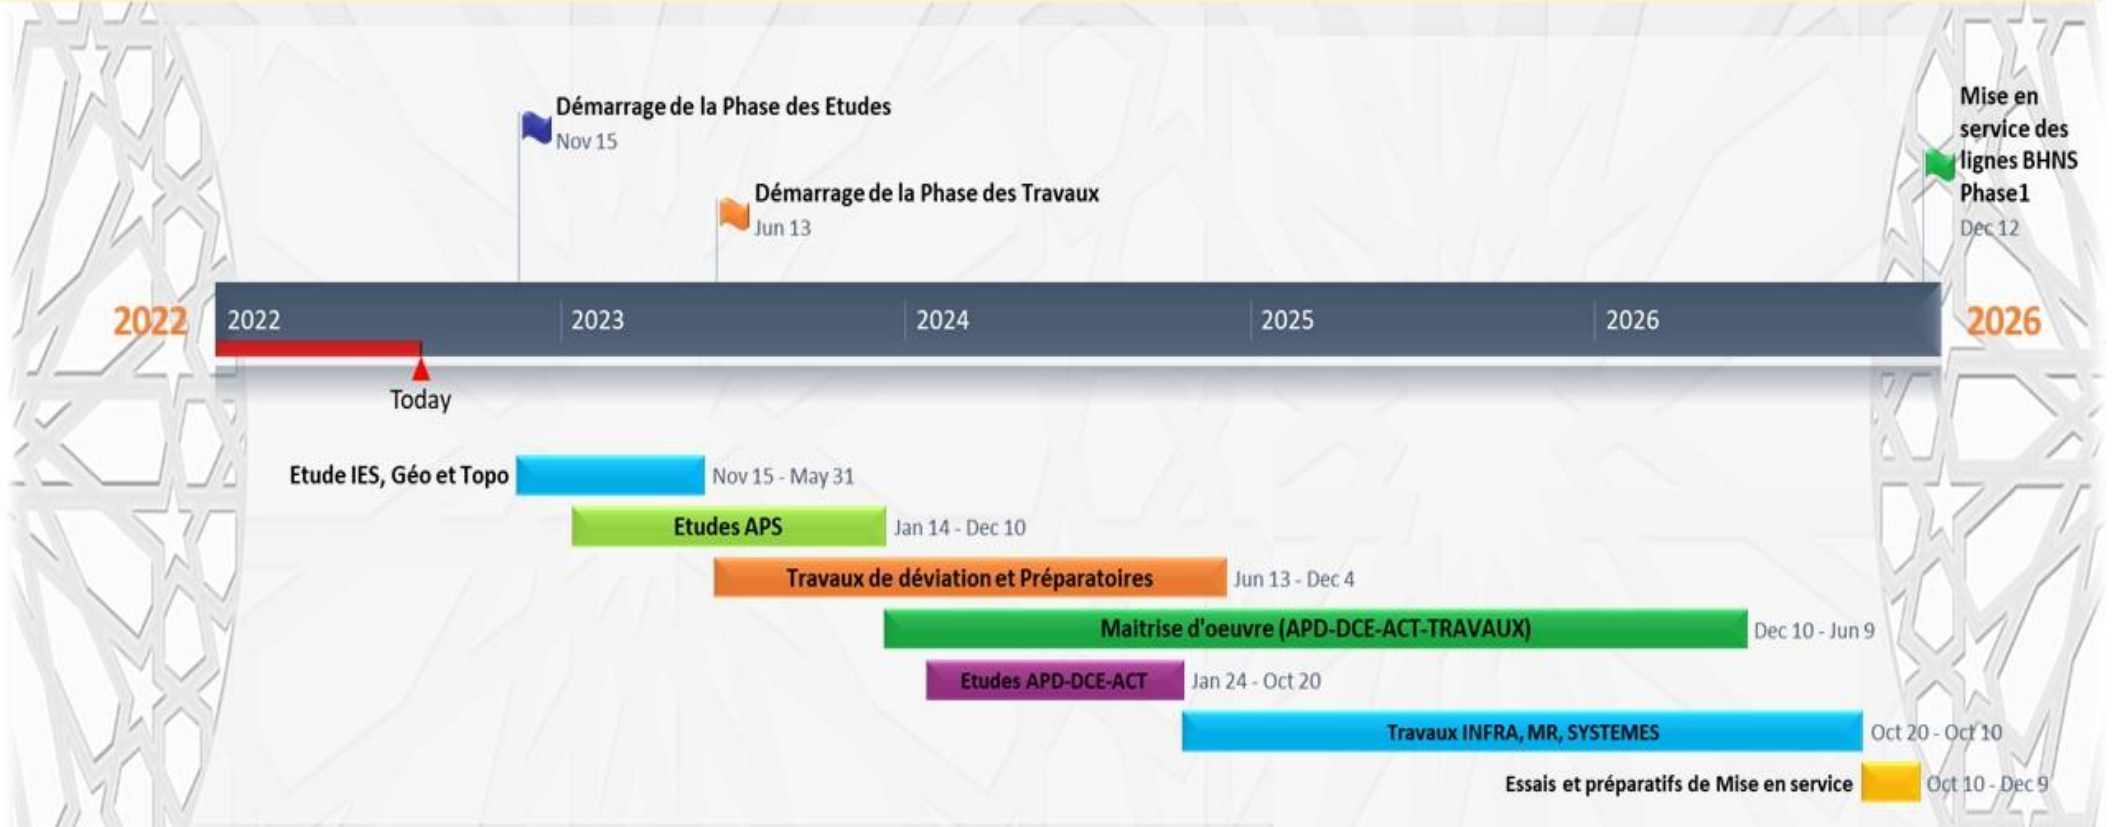 Démarrage de la Phase des Etudes
Nov 15
Démarrage de la Phase des Travaux
Jun 13
Mise en
service des
lignes BHNS
Phase1
Dec 12
2022
2022
2023
2024
2025
2026
2026
Today
Etude IES, Géo et Topo
Nov 15 - May 31
Etudes APS
Jan 14 - Dec 10
Travaux de déviation et Préparatoires
Jun 13 - Dec 4
Maitrise d'oeuvre (APD-DCE-ACT-TRAVAUX)
Dec 10 - Jun 9
Etudes APD-DCE-ACT
Jan 24 - Oct 20
Travaux INFRA, MR, SYSTEMES
Oct 20 - Oct 10
Essais et préparatifs de Mise en service
Oct 10 - Dec 9